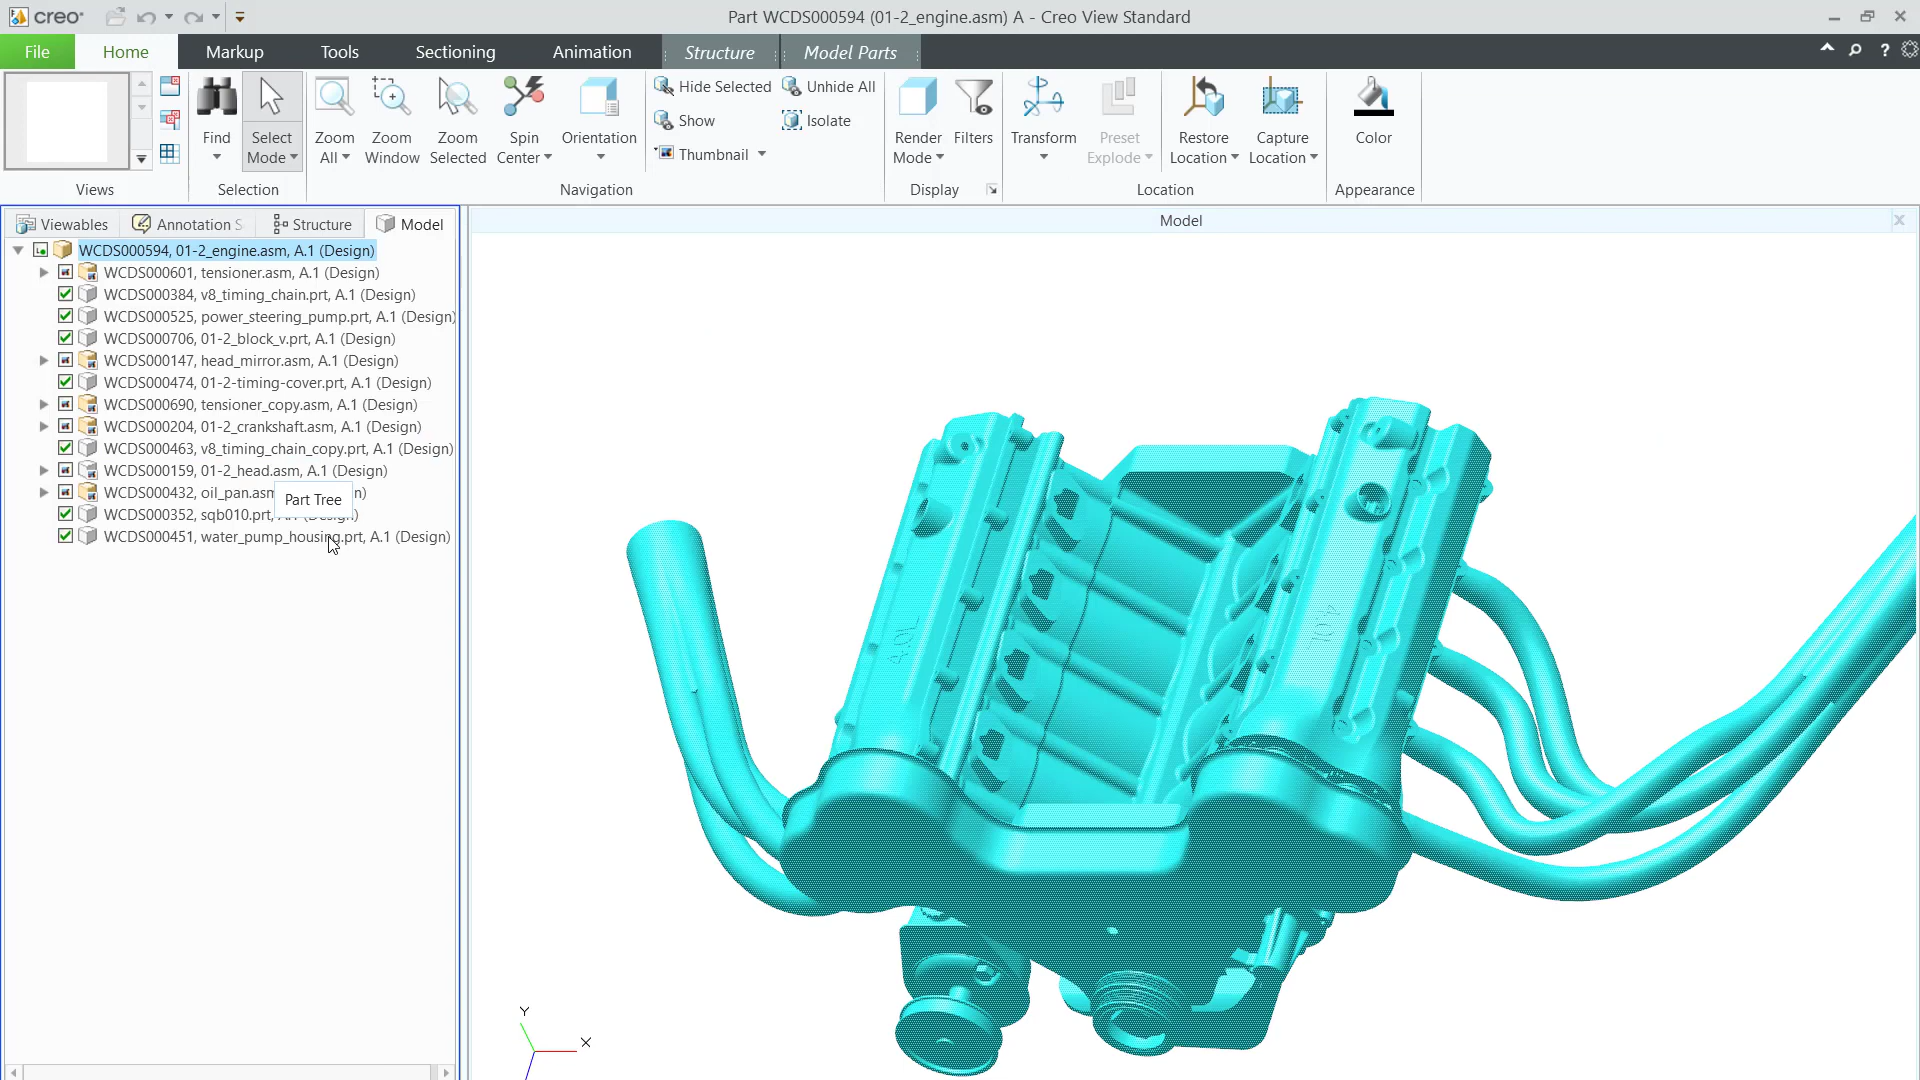 creo
Part WCDS000594 (01-2_engine.asm) A - Creo View Standard
File Home Markup Tools Sectioning Animation Structure Model Parts
?
Find
Select Mode
Zoom All
Zoom Window
Zoom Selected
Spin Center
Orientation
Hide Selected
Unhide All
Show
Isolate
Thumbnail
Render Mode
Filters
Transform
Preset Explode
Restore Location
Capture Location
Color
Views Selection Navigation Display Location Appearance
Viewables Annotation S Structure Model
Model
WCDS000594, 01-2_engine.asm, A.1 (Design)
WCDS000601, tensioner.asm, A.1 (Design)
WCDS000384, v8_timing_chain.prt, A.1 (Design)
WCDS000525, power_steering_pump.prt, A.1 (Design)
WCDS000706, 01-2_block_v.prt, A.1 (Design)
WCDS000147, head_mirror.asm, A.1 (Design)
WCDS000474, 01-2-timing-cover.prt, A.1 (Design)
WCDS000690, tensioner_copy.asm, A.1 (Design)
WCDS000204, 01-2_crankshaft.asm, A.1 (Design)
WCDS000463, v8_timing_chain_copy.prt, A.1 (Design)
WCDS000159, 01-2_head.asm, A.1 (Design)
WCDS000432, oil_pan.asm
Part Tree
WCDS000352, sqb010.prt,
WCDS000451, water_pump_housing.prt, A.1 (Design)
4.0L
Y
X